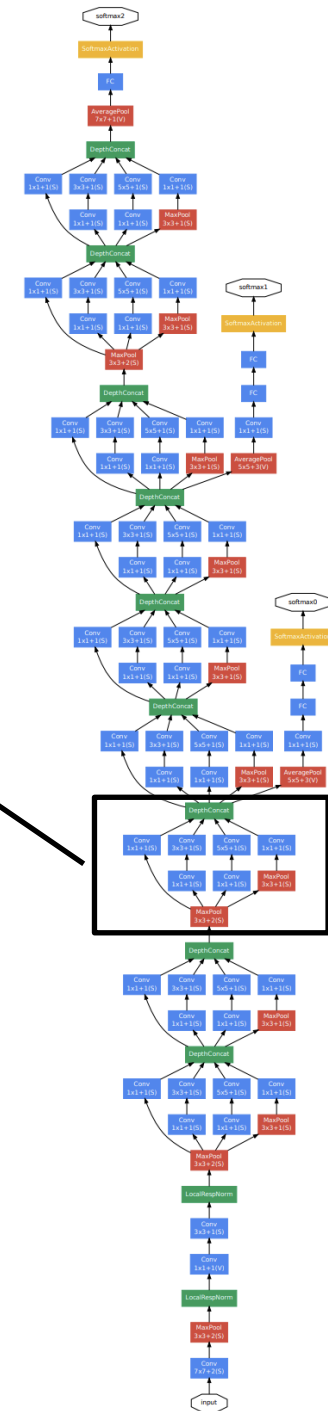 softmax2
SoftmaxActivation
FC
AveragePool
7x7+1(V)
DepthConcat
Conv Conv Conv Conv
1x1+1(S) 3x3+1(S) 5x5+1(S) 1x1+1(S)
Conv Conv MaxPool
1x1+1(S) 1x1+1(S) 3x3+1(S)
DepthConcat
Conv Conv Conv Conv
1x1+1(S) 3x3+1(S) 5x5+1(S) 1x1+1(S)
softmax1
Conv Conv MaxPool
1x1+1(S) 1x1+1(S) 3x3+1(S)
SoftmaxActivation
MaxPool
3x3+2(S)
FC
DepthConcat
FC
Conv Conv Conv Conv Conv
1x1+1(S) 3x3+1(S) 5x5+1(S) 1x1+1(S) 1x1+1(S)
Conv Conv MaxPool AveragePool
1x1+1(S) 1x1+1(S) 3x3+1(S) 5x5+3(V)
DepthConcat
Conv Conv Conv Conv
1x1+1(S) 3x3+1(S) 5x5+1(S) 1x1+1(S)
Conv Conv MaxPool
1x1+1(S) 1x1+1(S) 3x3+1(S)
DepthConcat
softmax0
Conv Conv Conv Conv
1x1+1(S) 3x3+1(S) 5x5+1(S) 1x1+1(S)
SoftmaxActivation
Conv Conv MaxPool
1x1+1(S) 1x1+1(S) 3x3+1(S)
FC
DepthConcat
FC
Conv Conv Conv Conv Conv
1x1+1(S) 3x3+1(S) 5x5+1(S) 1x1+1(S) 1x1+1(S)
Conv Conv MaxPool AveragePool
1x1+1(S) 1x1+1(S) 3x3+1(S) 5x5+3(V)
DepthConcat
Conv Conv Conv Conv
1x1+1(S) 3x3+1(S) 5x5+1(S) 1x1+1(S)
Conv Conv MaxPool
1x1+1(S) 1x1+1(S) 3x3+1(S)
MaxPool
3x3+2(S)
DepthConcat
Conv Conv Conv Conv
1x1+1(S) 3x3+1(S) 5x5+1(S) 1x1+1(S)
Conv Conv MaxPool
1x1+1(S) 1x1+1(S) 3x3+1(S)
DepthConcat
Conv Conv Conv Conv
1x1+1(S) 3x3+1(S) 5x5+1(S) 1x1+1(S)
Conv Conv MaxPool
1x1+1(S) 1x1+1(S) 3x3+1(S)
MaxPool
3x3+2(S)
LocalRespNorm
Conv
3x3+1(S)
Conv
1x1+1(V)
LocalRespNorm
MaxPool
3x3+2(S)
Conv
7x7+2(S)
input